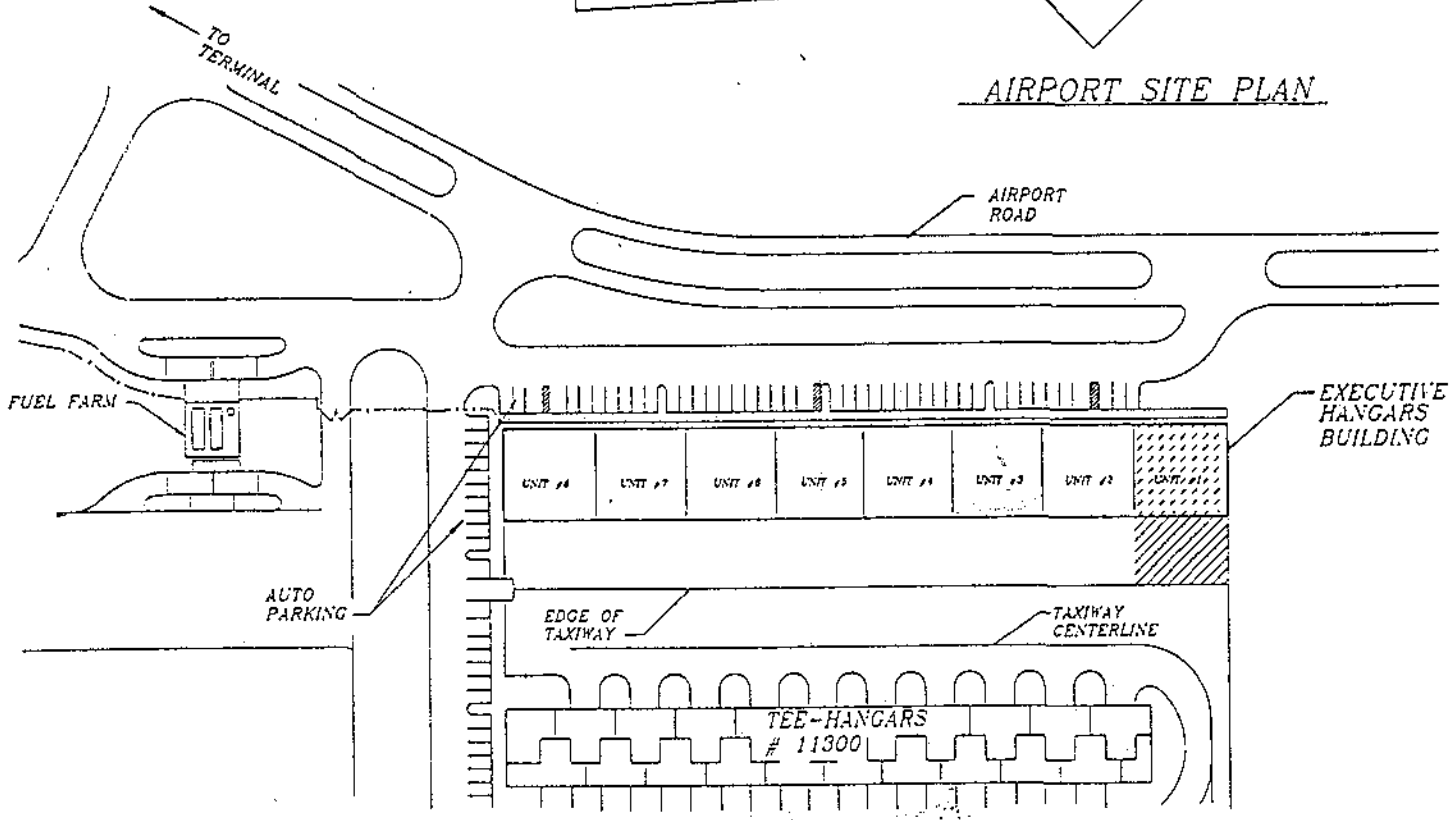 TO
TERMINAL
AIRPORT SITE PLAN
AIRPORT
ROAD
FUEL FARM
EXECUTIVE
HANGARS
BUILDING
UNIT #7
UNIT #5
UNIT #4
UNIT #3
UNIT #2
UNIT #1
AUTO
PARKING
EDGE OF
TAXIWAY
TAXIWAY
CENTERLINE
TEE-HANGARS
# 11300